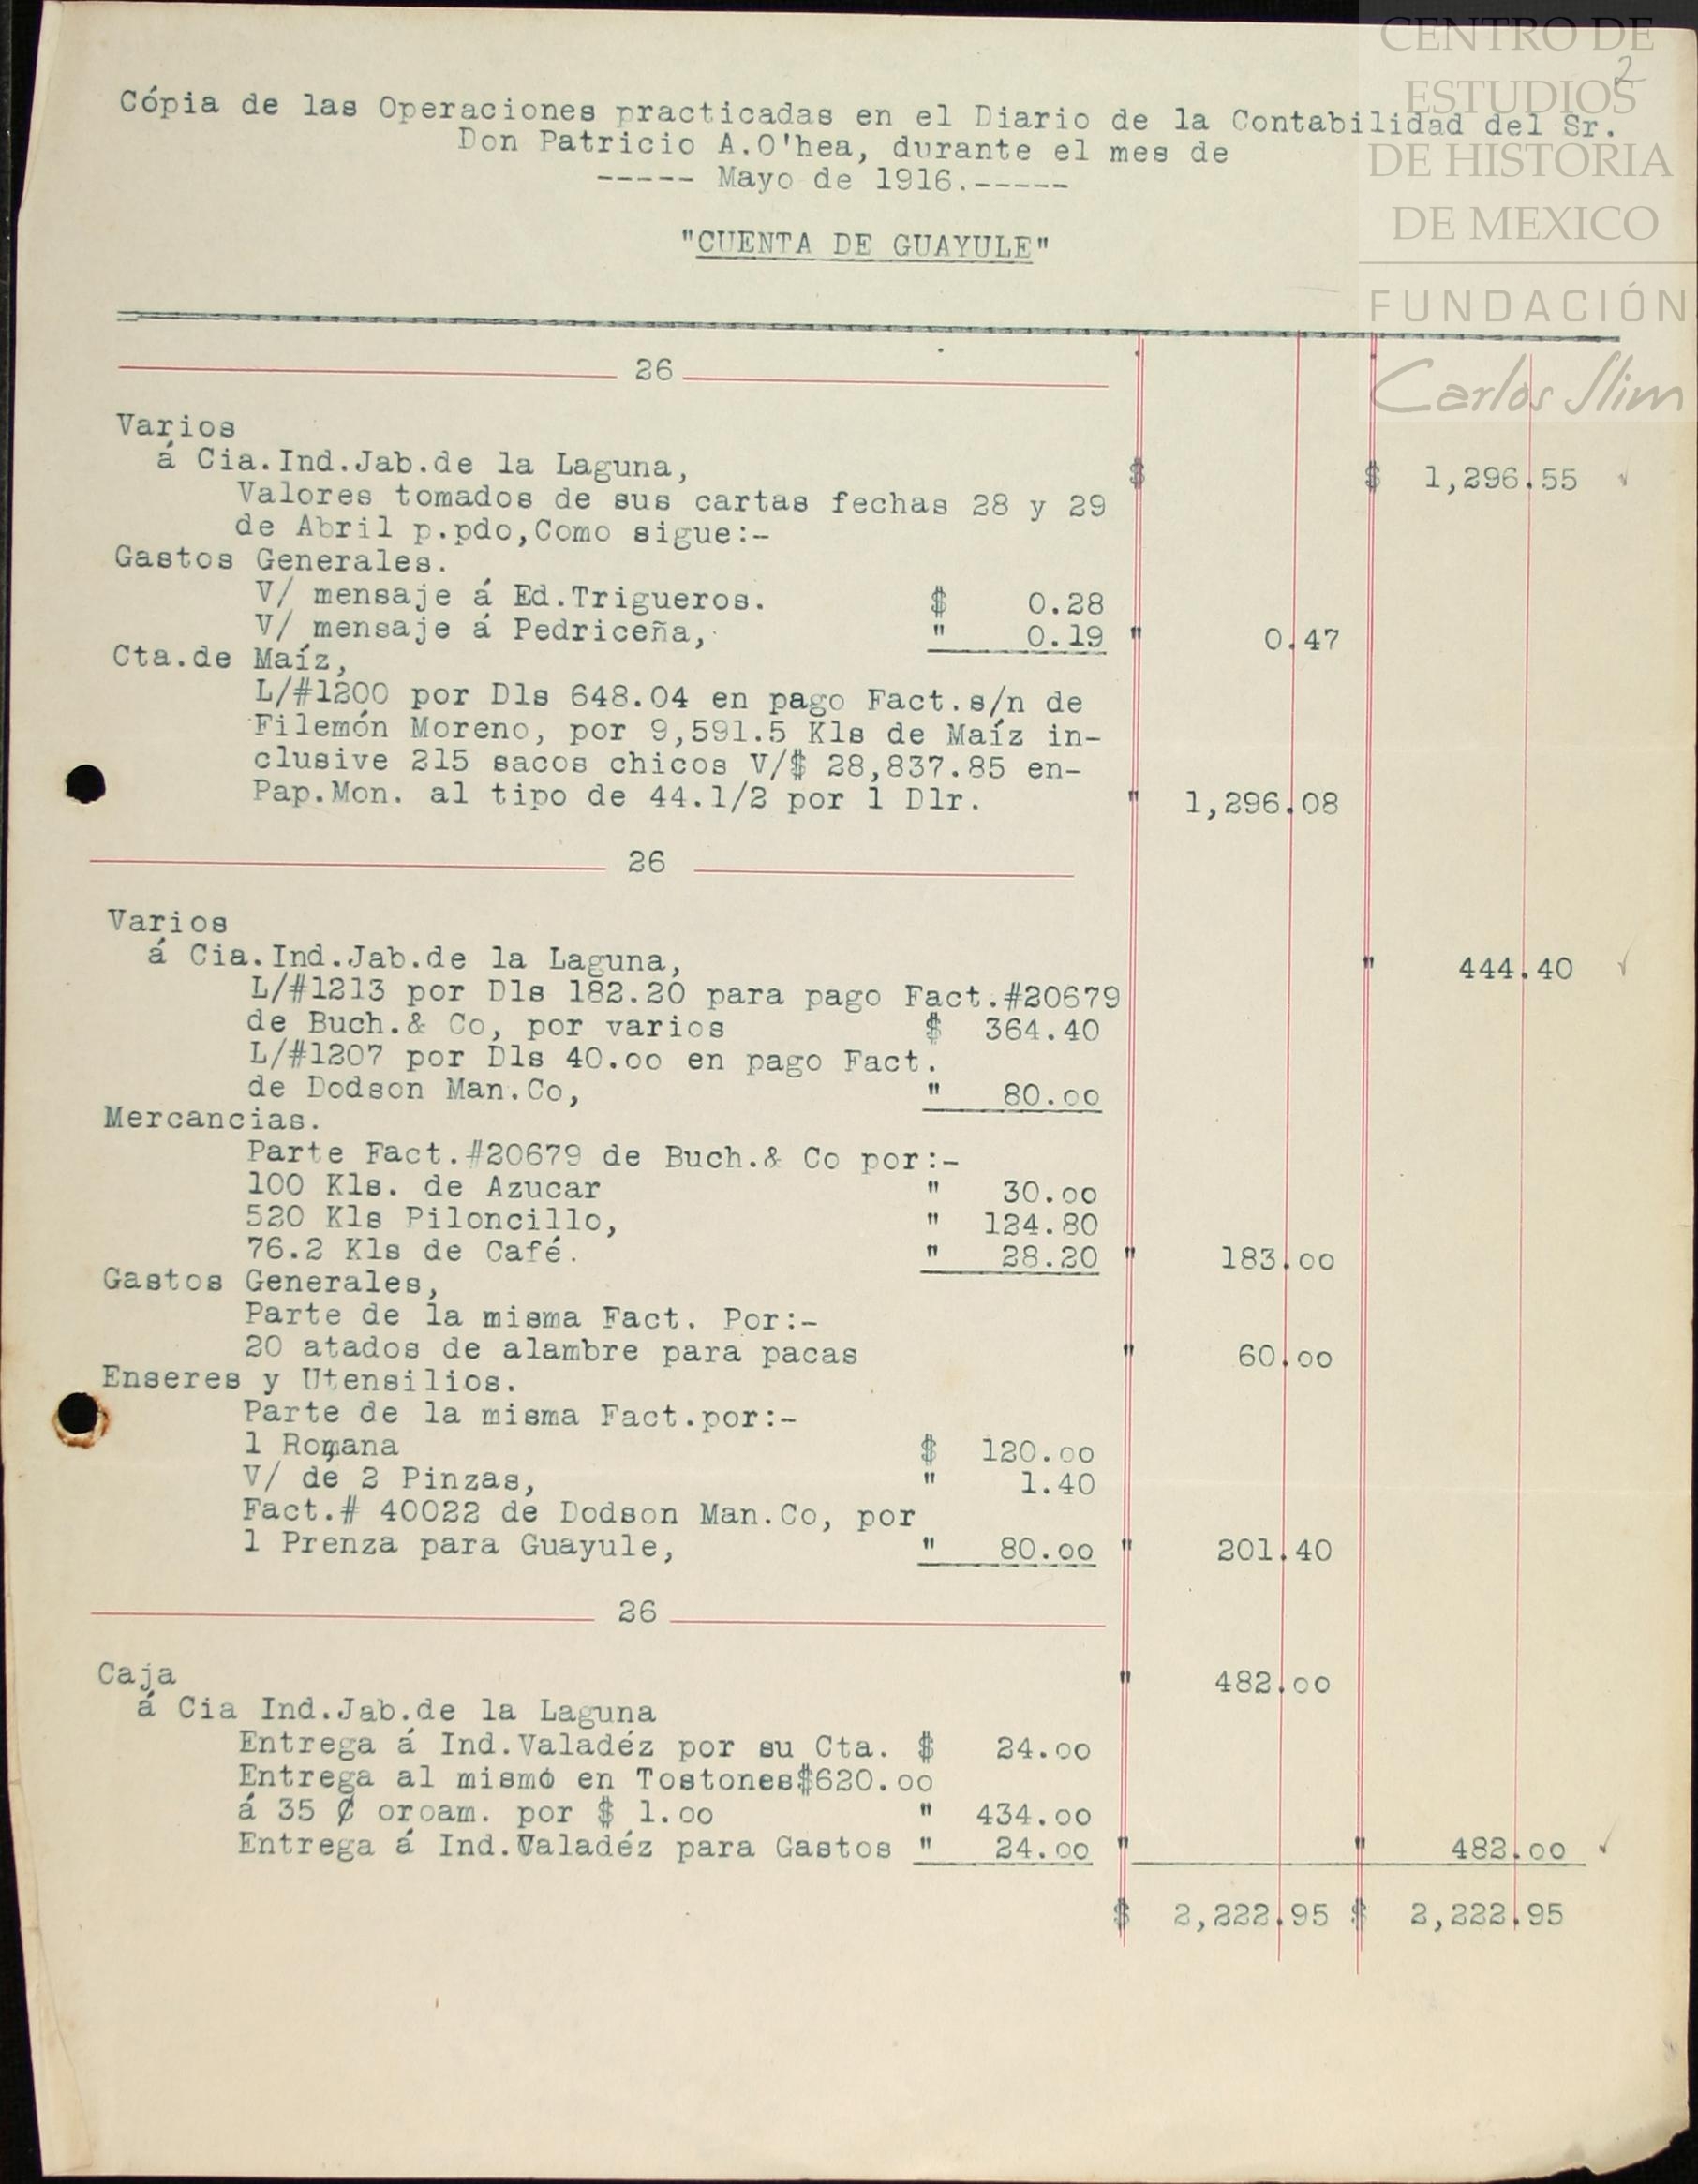 CENTRO DE
ESTUDIOS
DE HISTORIA
DE MEXICO
FUNDACIÓN
Carlos Slim
2
Cópia de las Operaciones practicadas en el Diario de la Contabilidad del Sr.
Don Patricio A.O'hea, durante el mes de
----- Mayo de 1916.-----
"CUENTA DE GUAYULE"
26
Varios
á Cia.Ind.Jab.de la Laguna, $ $ 1,296.55 ✓
Valores tomados de sus cartas fechas 28 y 29
de Abril p.pdo,Como sigue:-
Gastos Generales.
V/ mensaje á Ed.Trigueros. $ 0.28
V/ mensaje á Pedriceña, " 0.19 " 0.47
Cta.de Maíz,
L/#1200 por Dls 648.04 en pago Fact.s/n de
Filemón Moreno, por 9,591.5 Kls de Maíz in-
clusive 215 sacos chicos V/$ 28,837.85 en-
Pap.Mon. al tipo de 44.1/2 por 1 Dlr. " 1,296.08
26
Varios
á Cia.Ind.Jab.de la Laguna, " 444.40 ✓
L/#1213 por Dls 182.20 para pago Fact.#20679
de Buch.& Co, por varios $ 364.40
L/#1207 por Dls 40.oo en pago Fact.
de Dodson Man.Co, " 80.oo
Mercancias.
Parte Fact.#20679 de Buch.& Co por:-
100 Kls. de Azucar " 30.oo
520 Kls Piloncillo, " 124.80
76.2 Kls de Café. " 28.20 " 183.oo
Gastos Generales,
Parte de la misma Fact. Por:-
20 atados de alambre para pacas " 60.oo
Enseres y Utensilios.
Parte de la misma Fact.por:-
1 Romana $ 120.oo
V/ de 2 Pinzas, " 1.40
Fact.# 40022 de Dodson Man.Co, por
1 Prenza para Guayule, " 80.oo " 201.40
26
Caja " 482.oo
á Cia Ind.Jab.de la Laguna
Entrega á Ind.Valadéz por su Cta. $ 24.oo
Entrega al mismo en Tostones$620.oo
á 35 ₡ oroam. por $ 1.oo " 434.oo
Entrega á Ind.Valadéz para Gastos " 24.oo " " 482.oo ✓
$ 2,222.95 $ 2,222.95